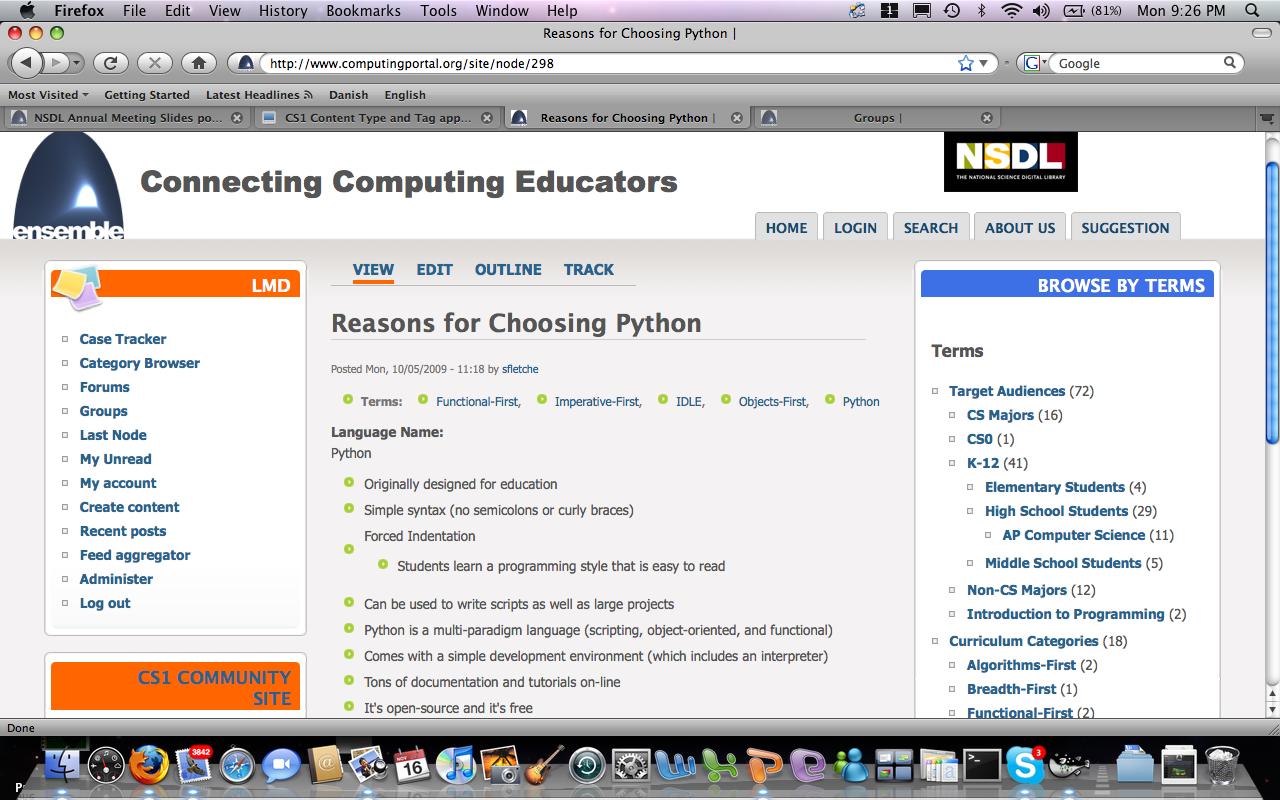 Firefox File Edit View History Bookmarks Tools Window Help 1 (81%) Mon 9:26 PM
Reasons for Choosing Python |
http://www.computingportal.org/site/node/298 G Google
Most Visited Getting Started Latest Headlines Danish English
NSDL Annual Meeting Slides po... CS1 Content Type and Tag app... Reasons for Choosing Python | Groups |
ensemble
Connecting Computing Educators
NSDL
THE NATIONAL SCIENCE DIGITAL LIBRARY
HOME LOGIN SEARCH ABOUT US SUGGESTION
LMD
Case Tracker
Category Browser
Forums
Groups
Last Node
My Unread
My account
Create content
Recent posts
Feed aggregator
Administer
Log out
CS1 COMMUNITY
SITE
VIEW EDIT OUTLINE TRACK
Reasons for Choosing Python
Posted Mon, 10/05/2009 - 11:18 by sfletche
Terms: Functional-First, Imperative-First, IDLE, Objects-First, Python
Language Name:
Python
Originally designed for education
Simple syntax (no semicolons or curly braces)
Forced Indentation
Students learn a programming style that is easy to read
Can be used to write scripts as well as large projects
Python is a multi-paradigm language (scripting, object-oriented, and functional)
Comes with a simple development environment (which includes an interpreter)
Tons of documentation and tutorials on-line
It's open-source and it's free
BROWSE BY TERMS
Terms
Target Audiences (72)
CS Majors (16)
CS0 (1)
K-12 (41)
Elementary Students (4)
High School Students (29)
AP Computer Science (11)
Middle School Students (5)
Non-CS Majors (12)
Introduction to Programming (2)
Curriculum Categories (18)
Algorithms-First (2)
Breadth-First (1)
Functional-First (2)
Done
3842
NOV
16
3